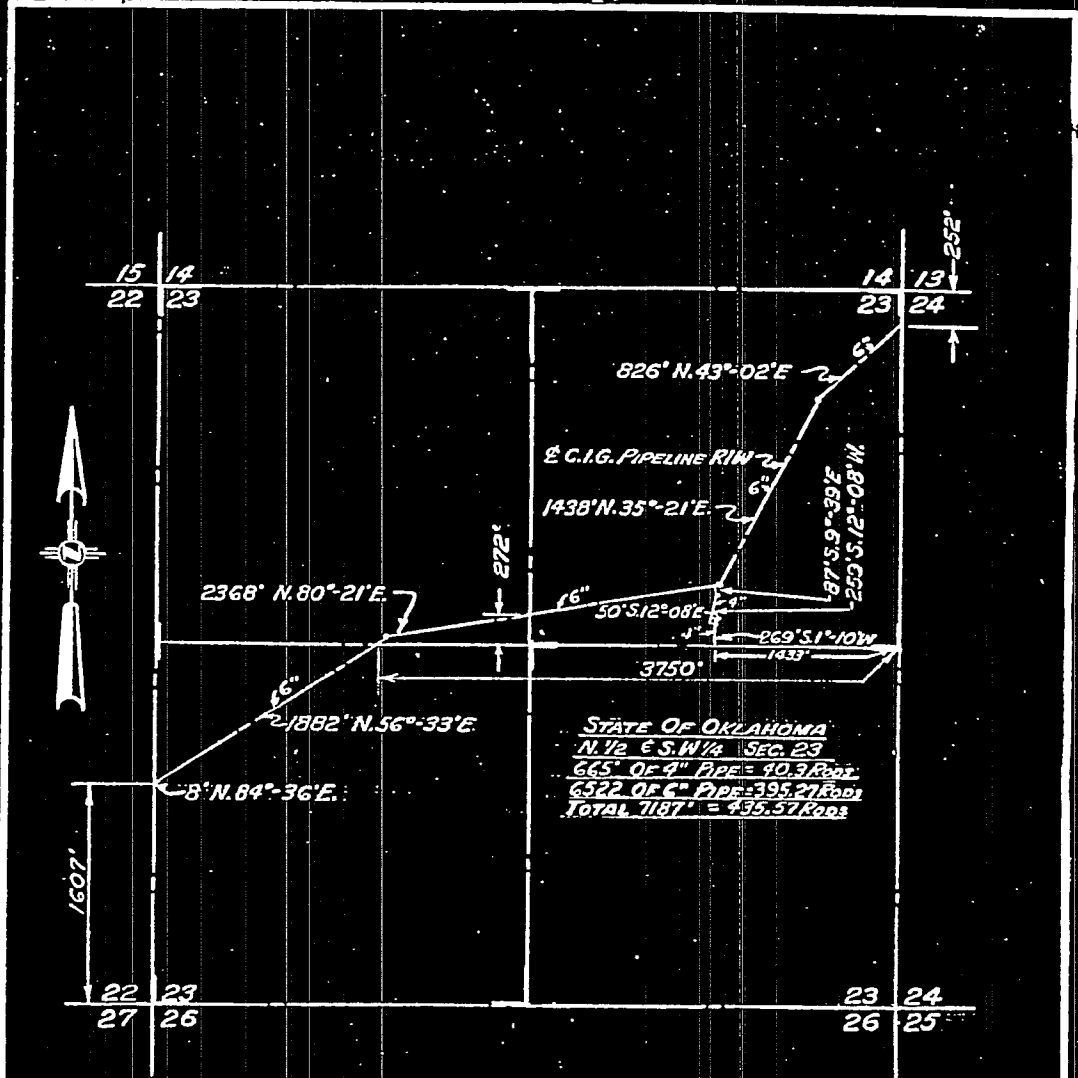 252'
15 14
14 13
22 23
23 24
6"
826' N.43°-02'E
℄ C.I.G. PIPELINE R/W
6"
87' S.9°-39'E
259' S.12°-08'W.
1438' N.35°-21'E.
272'
2368' N.80°-21'E.
6"
4"
50' S.12°-08'E
4"
269' S.1°-10'W
1433'
3750'
6"
1882' N.56°-33'E
STATE OF OKLAHOMA
N.1/2 & S.W1/4 SEC. 23
665' OF 4" PIPE = 40.3 RODS
6522 OF 6" PIPE = 395.27 RODS
TOTAL 7187' = 435.57 RODS
8' N.84°-36'E.
1607'
22 23
23 24
27 26
26 25